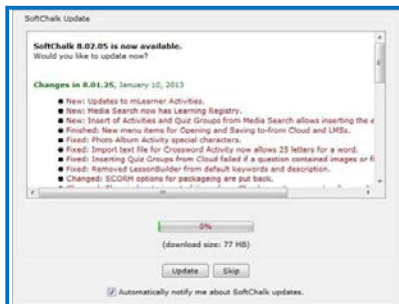 SoftChalk Update
SoftChalk 8.02.05 is now available.
Would you like to update now?
Changes in 8.01.25, January 10, 2013
New: Updates to mLearner Activities.
New: Media Search now has Learning Registry.
New: Insert of Activities and Quiz Groups from Media Search allows inserting the e
Finished: New menu items for Opening and Saving to-from Cloud and LMSs.
Fixed: Photo Album Activity special characters.
Fixed: Import text file for Crossword Activity now allows 25 letters for a word.
Fixed: Inserting Quiz Groups from Cloud failed if a question contained images or f
Fixed: Removed LessonBuilder from default keywords and description.
Changed: SCORM options for packageing are put back.
0%
(download size: 77 MB)
Update Skip
Automatically notify me about SoftChalk updates.